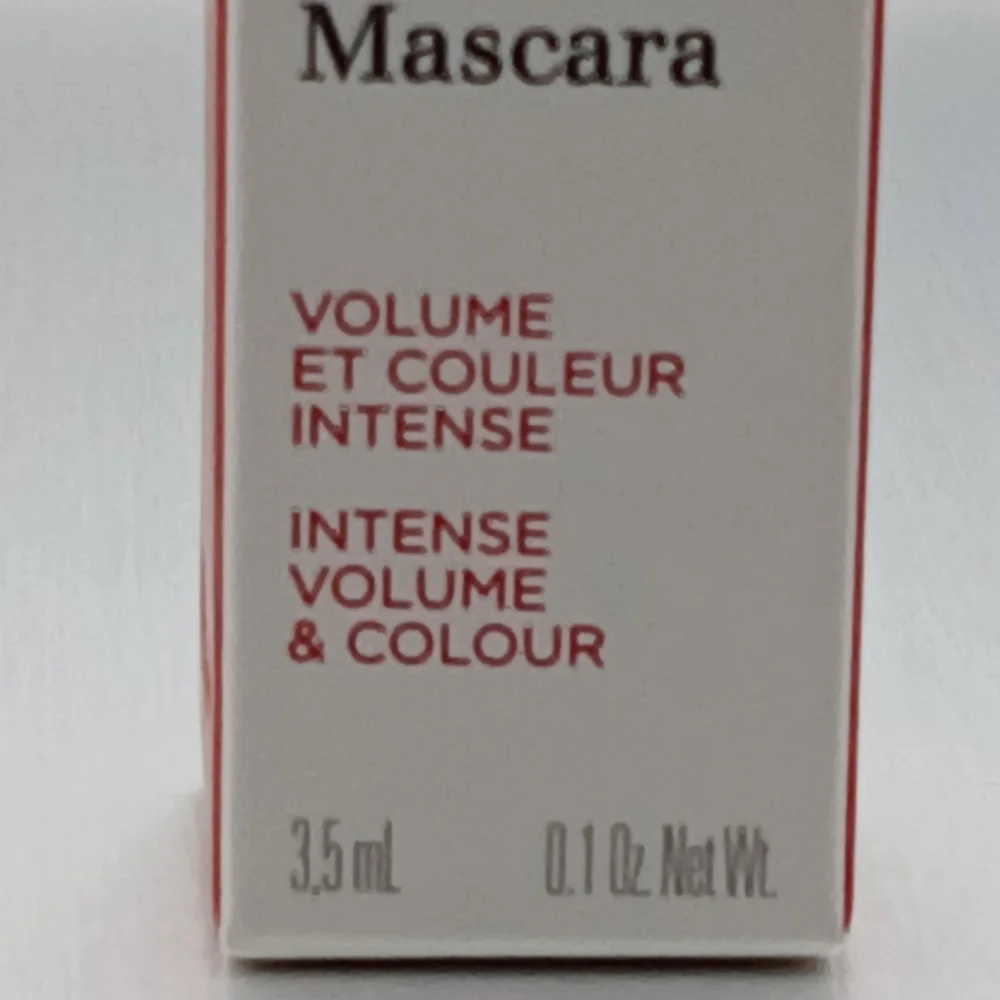 Mascara
VOLUME
ET COULEUR
INTENSE
INTENSE
VOLUME
& COLOUR
3,5 mL 0.1 Oz. Net Wt.